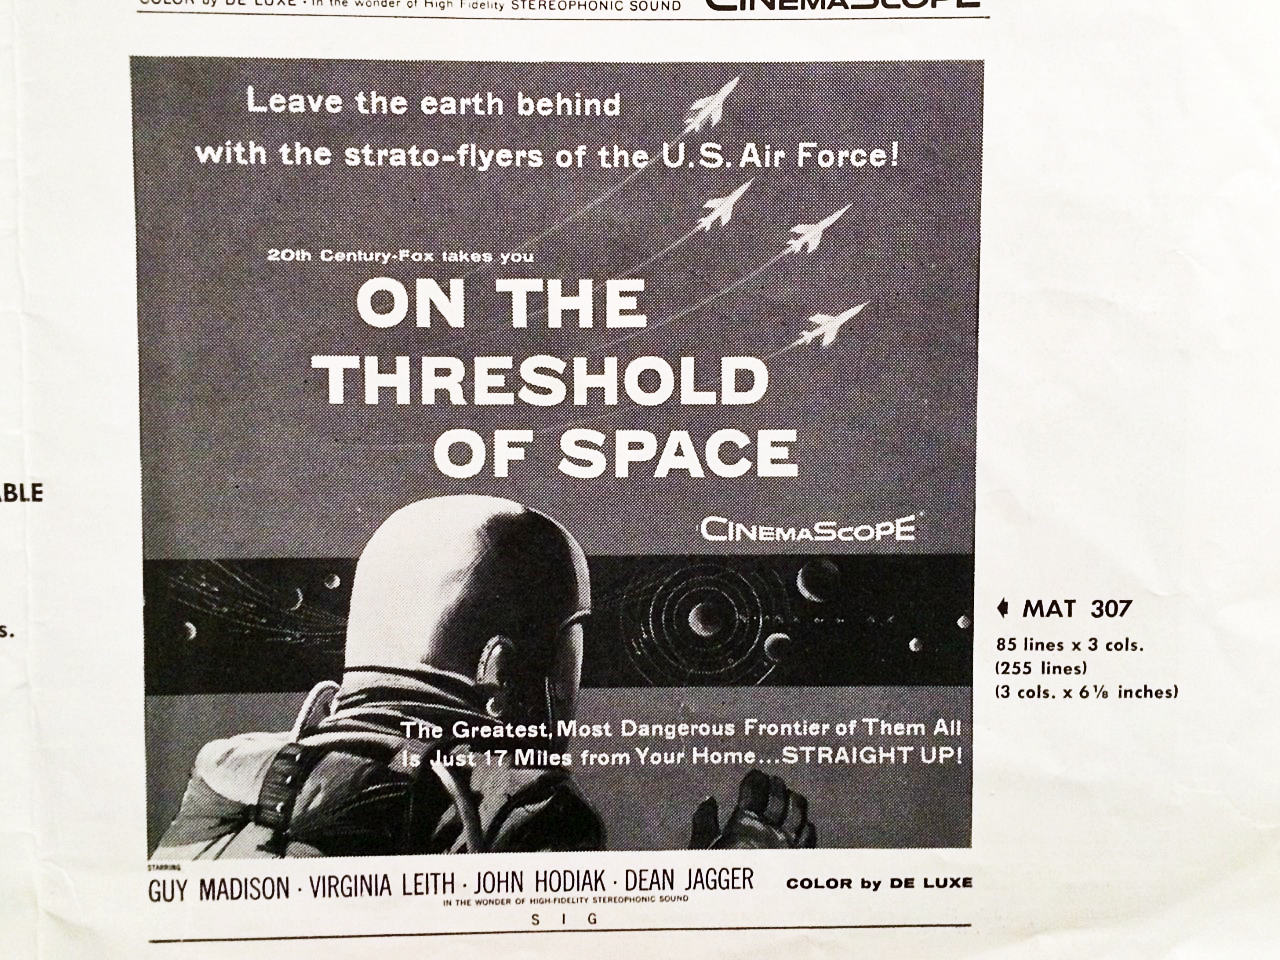 COLOR by DE LUXE • In the wonder of High Fidelity STEREOPHONIC SOUND CINEMASCOPE
Leave the earth behind
with the strato-flyers of the U.S. Air Force!
20th Century-Fox takes you
ON THE
THRESHOLD
OF SPACE
CINEMASCOPE
ABLE
s.
MAT 307
85 lines x 3 cols.
(255 lines)
(3 cols. x 6 1/8 inches)
The Greatest, Most Dangerous Frontier of Them All
Is Just 17 Miles from Your Home...STRAIGHT UP!
STARRING
GUY MADISON · VIRGINIA LEITH · JOHN HODIAK · DEAN JAGGER COLOR by DE LUXE
IN THE WONDER OF HIGH-FIDELITY STEREOPHONIC SOUND
S I G